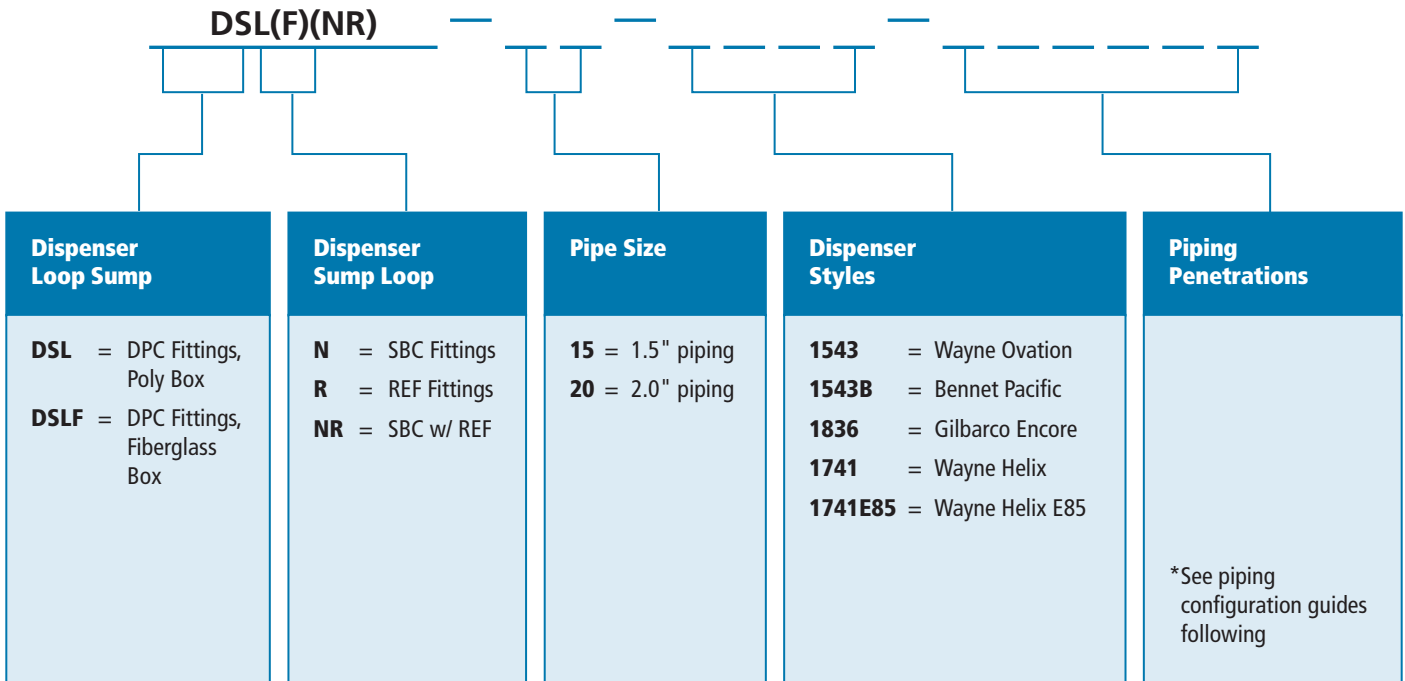 DSL(F)(NR)
Dispenser
Loop Sump
DSL = DPC Fittings,
Poly Box
DSLF = DPC Fittings,
Fiberglass
Box
Dispenser
Sump Loop
N = SBC Fittings
R = REF Fittings
NR = SBC w/ REF
Pipe Size
15 = 1.5" piping
20 = 2.0" piping
Dispenser
Styles
1543 = Wayne Ovation
1543B = Bennet Pacific
1836 = Gilbarco Encore
1741 = Wayne Helix
1741E85 = Wayne Helix E85
Piping
Penetrations
*See piping
configuration guides
following